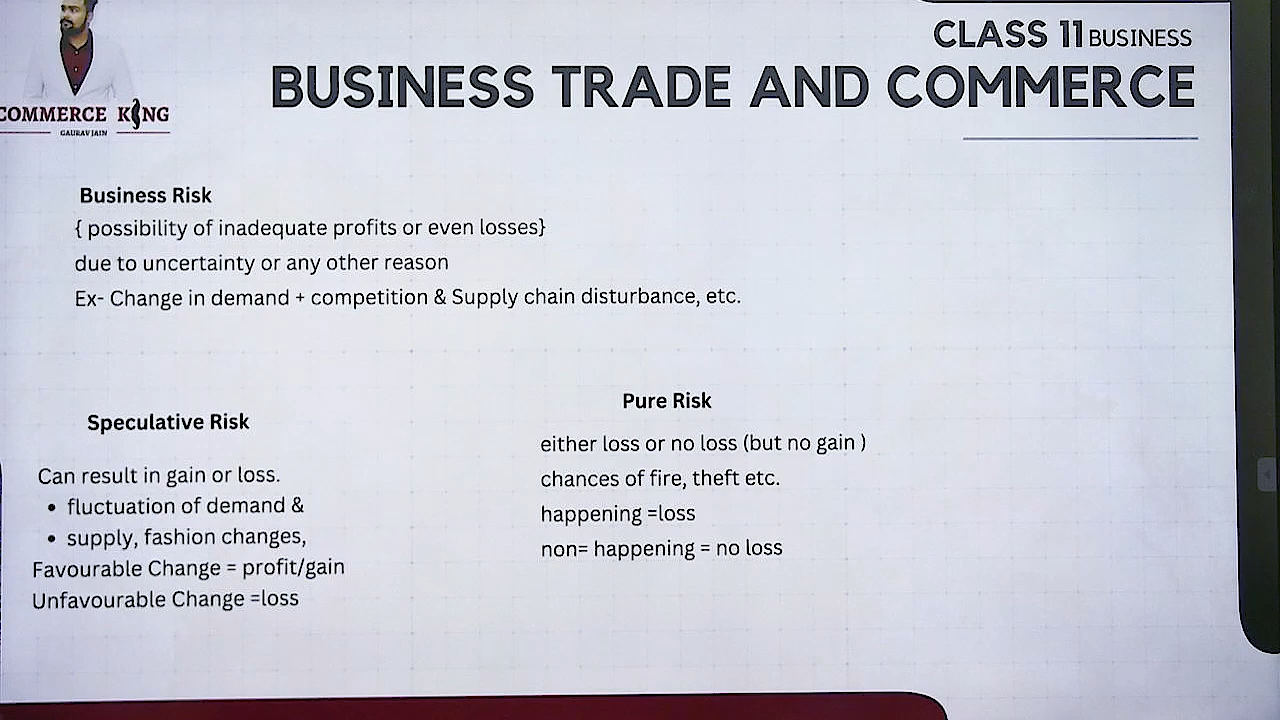 CLASS 11 BUSINESS
BUSINESS TRADE AND COMMERCE
COMMERCE KING
GAURAV JAIN
Business Risk
{ possibility of inadequate profits or even losses}
due to uncertainty or any other reason
Ex- Change in demand + competition & Supply chain disturbance, etc.
Speculative Risk
Can result in gain or loss.
• fluctuation of demand &
• supply, fashion changes,
Favourable Change = profit/gain
Unfavourable Change =loss
Pure Risk
either loss or no loss (but no gain )
chances of fire, theft etc.
happening =loss
non= happening = no loss